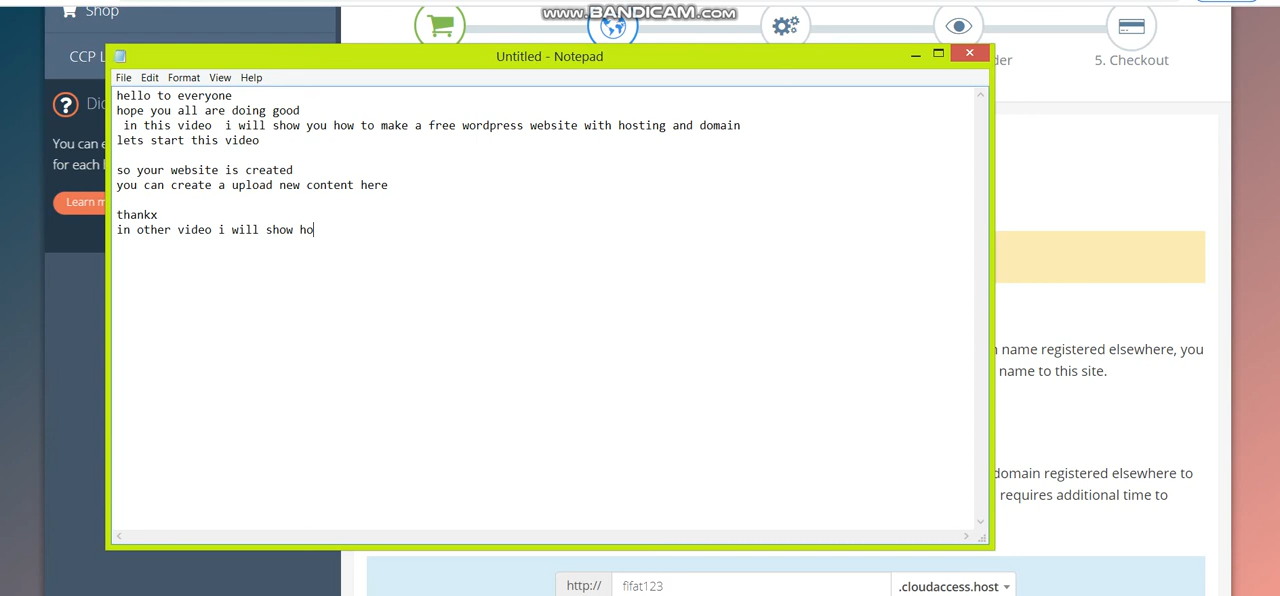 Shop
www.BANDICAM.com
CCP L
der
5. Checkout
Untitled - Notepad
File Edit Format View Help
hello to everyone
hope you all are doing good
in this video i will show you how to make a free wordpress website with hosting and domain
lets start this video
so your website is created
you can create a upload new content here
thankx
in other video i will show ho
? Dic
You can e
for each l
Learn m
name registered elsewhere, you
name to this site.
domain registered elsewhere to
requires additional time to
http:// fifat123 .cloudaccess.host